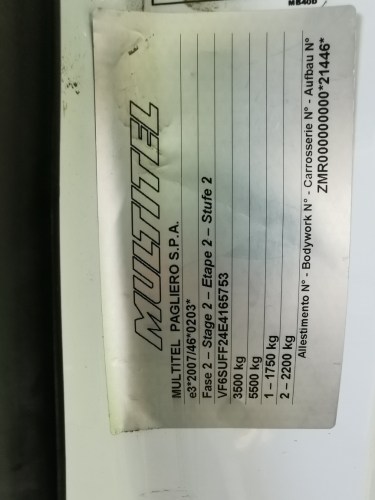 MB40D
MULTITEL
MULTITEL PAGLIERO S.P.A.
e3*2007/46*0203*
Fase 2 – Stage 2 – Etape 2 – Stufe 2
VF6SUFF24E4165753
3500 kg
5500 kg
1 – 1750 kg
2 – 2200 kg
Allestimento N° - Bodywork N° - Carrosserie N° - Aufbau N°
ZMR000000000*21446*